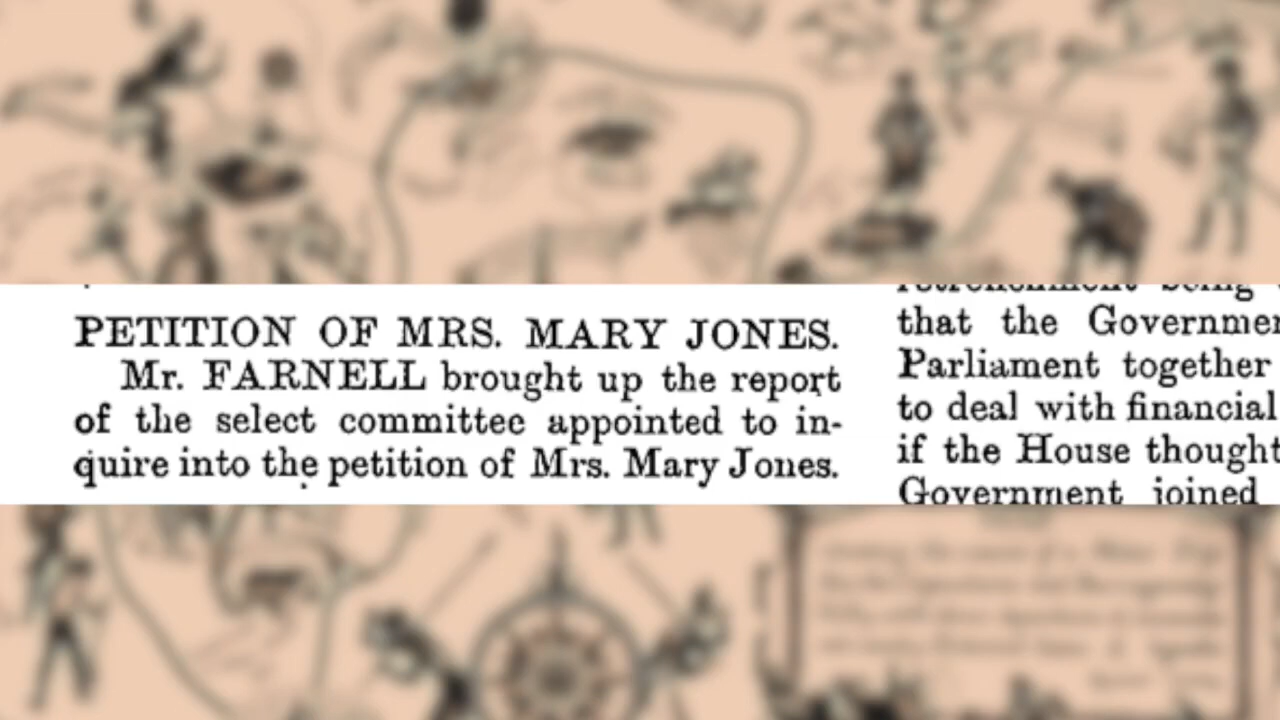 PETITION OF MRS. MARY JONES.
Mr. FARNELL brought up the report
of the select committee appointed to in-
quire into the petition of Mrs. Mary Jones.
being
that the
Parliament together
to deal with financial
if the House thought
Government joined